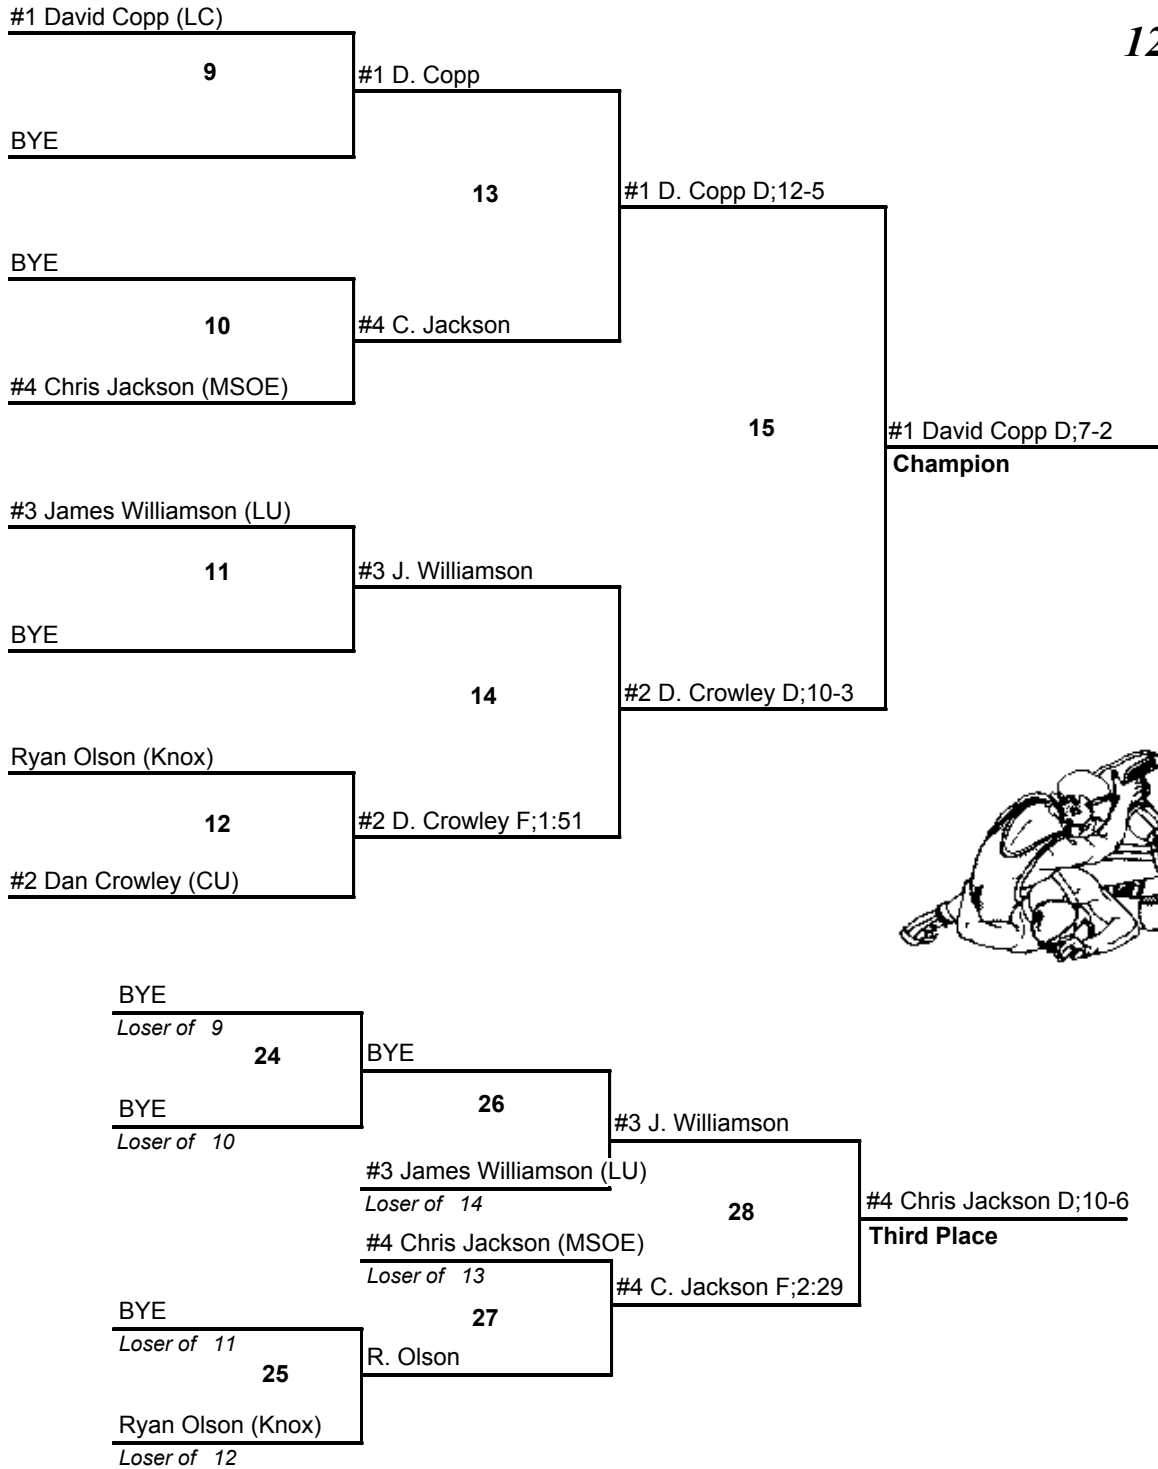 #1 David Copp (LC)
12
9
#1 D. Copp
BYE
13
#1 D. Copp D;12-5
BYE
10
#4 C. Jackson
#4 Chris Jackson (MSOE)
15
#1 David Copp D;7-2
Champion
#3 James Williamson (LU)
11
#3 J. Williamson
BYE
14
#2 D. Crowley D;10-3
Ryan Olson (Knox)
12
#2 D. Crowley F;1:51
#2 Dan Crowley (CU)
BYE
Loser of 9
24
BYE
BYE
Loser of 10
26
#3 J. Williamson
#3 James Williamson (LU)
Loser of 14
28
#4 Chris Jackson D;10-6
Third Place
#4 Chris Jackson (MSOE)
Loser of 13
#4 C. Jackson F;2:29
BYE
Loser of 11
27
R. Olson
25
Ryan Olson (Knox)
Loser of 12